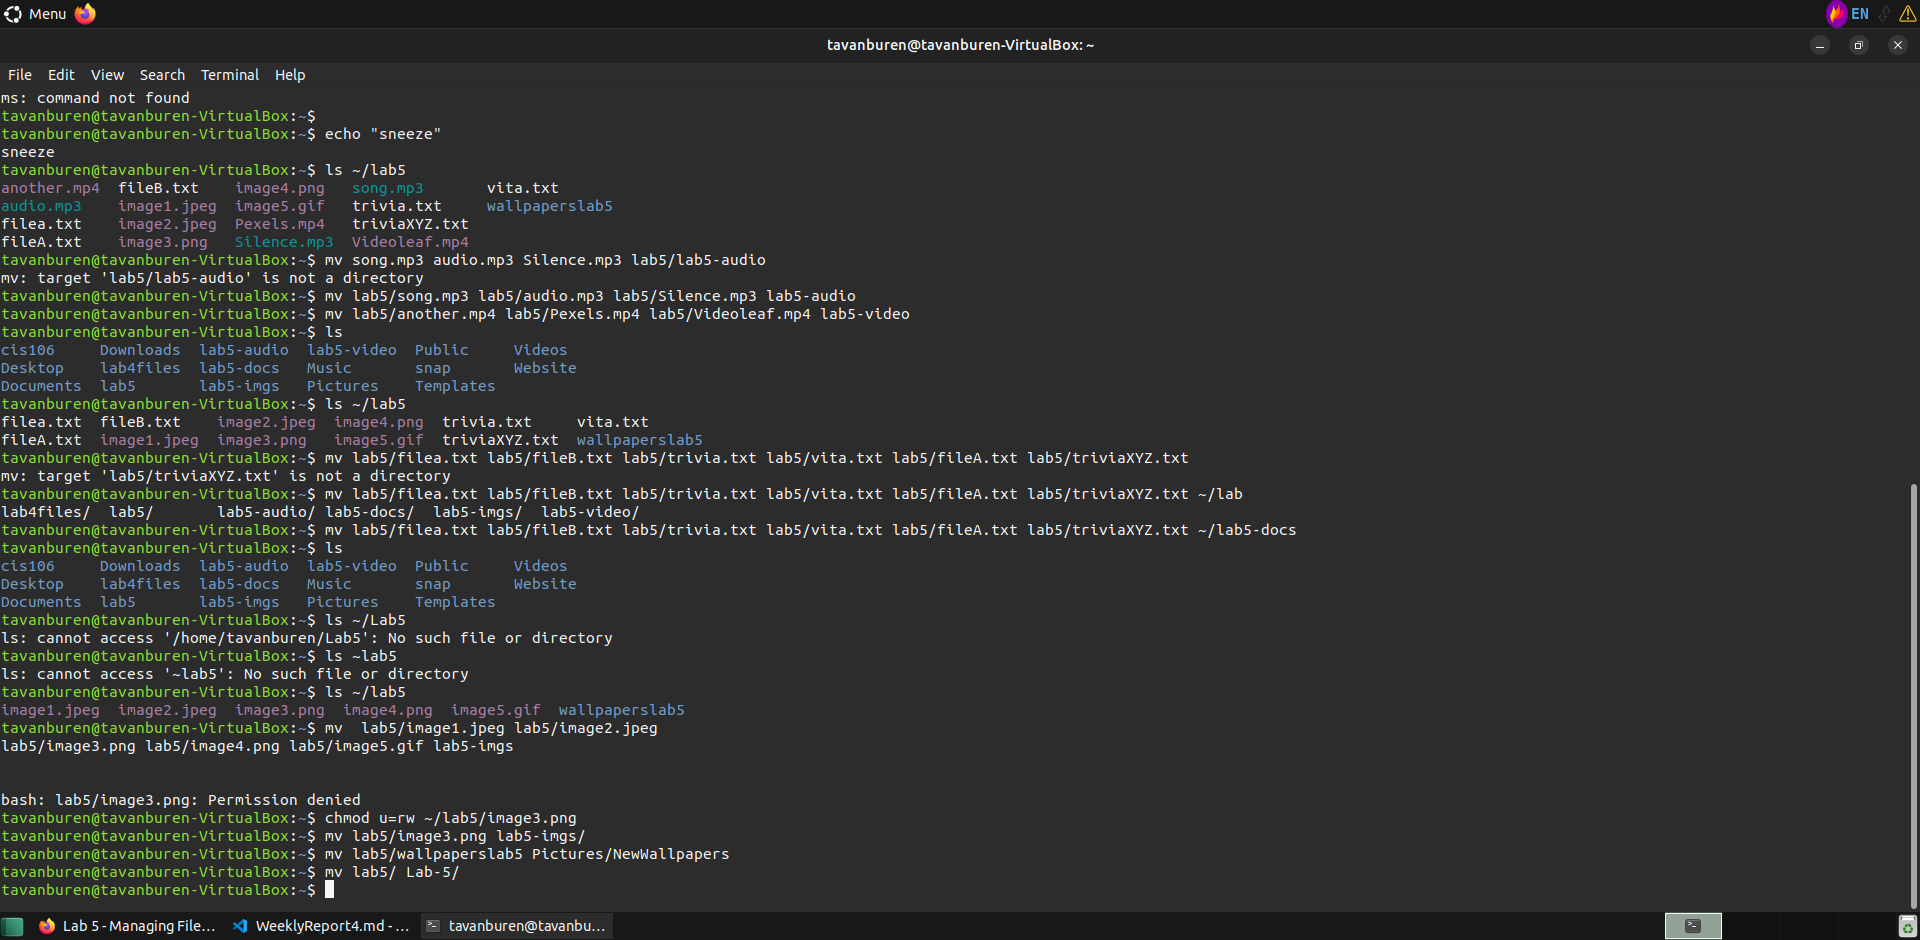 Menu EN
tavanburen@tavanburen-VirtualBox: ~
File Edit View Search Terminal Help
ms: command not found
tavanburen@tavanburen-VirtualBox:~$
tavanburen@tavanburen-VirtualBox:~$ echo "sneeze"
sneeze
tavanburen@tavanburen-VirtualBox:~$ ls ~/lab5
another.mp4  fileB.txt    image4.png   song.mp3       vita.txt
audio.mp3    image1.jpeg  image5.gif   trivia.txt     wallpaperslab5
filea.txt    image2.jpeg  Pexels.mp4   triviaXYZ.txt
fileA.txt    image3.png   Silence.mp3  Videoleaf.mp4
tavanburen@tavanburen-VirtualBox:~$ mv song.mp3 audio.mp3 Silence.mp3 lab5/lab5-audio
mv: target 'lab5/lab5-audio' is not a directory
tavanburen@tavanburen-VirtualBox:~$ mv lab5/song.mp3 lab5/audio.mp3 lab5/Silence.mp3 lab5-audio
tavanburen@tavanburen-VirtualBox:~$ mv lab5/another.mp4 lab5/Pexels.mp4 lab5/Videoleaf.mp4 lab5-video
tavanburen@tavanburen-VirtualBox:~$ ls
cis106     Downloads  lab5-audio  lab5-video  Public     Videos
Desktop    lab4files  lab5-docs   Music       snap       Website
Documents  lab5       lab5-imgs   Pictures    Templates
tavanburen@tavanburen-VirtualBox:~$ ls ~/lab5
filea.txt  fileB.txt    image2.jpeg  image4.png  trivia.txt     vita.txt
fileA.txt  image1.jpeg  image3.png   image5.gif  triviaXYZ.txt  wallpaperslab5
tavanburen@tavanburen-VirtualBox:~$ mv lab5/filea.txt lab5/fileB.txt lab5/trivia.txt lab5/vita.txt lab5/fileA.txt lab5/triviaXYZ.txt
mv: target 'lab5/triviaXYZ.txt' is not a directory
tavanburen@tavanburen-VirtualBox:~$ mv lab5/filea.txt lab5/fileB.txt lab5/trivia.txt lab5/vita.txt lab5/fileA.txt lab5/triviaXYZ.txt ~/lab
lab4files/  lab5/       lab5-audio/ lab5-docs/  lab5-imgs/  lab5-video/
tavanburen@tavanburen-VirtualBox:~$ mv lab5/filea.txt lab5/fileB.txt lab5/trivia.txt lab5/vita.txt lab5/fileA.txt lab5/triviaXYZ.txt ~/lab5-docs
tavanburen@tavanburen-VirtualBox:~$ ls
cis106     Downloads  lab5-audio  lab5-video  Public     Videos
Desktop    lab4files  lab5-docs   Music       snap       Website
Documents  lab5       lab5-imgs   Pictures    Templates
tavanburen@tavanburen-VirtualBox:~$ ls ~/Lab5
ls: cannot access '/home/tavanburen/Lab5': No such file or directory
tavanburen@tavanburen-VirtualBox:~$ ls ~lab5
ls: cannot access '~lab5': No such file or directory
tavanburen@tavanburen-VirtualBox:~$ ls ~/lab5
image1.jpeg  image2.jpeg  image3.png  image4.png  image5.gif  wallpaperslab5
tavanburen@tavanburen-VirtualBox:~$ mv  lab5/image1.jpeg lab5/image2.jpeg
lab5/image3.png lab5/image4.png lab5/image5.gif lab5-imgs
bash: lab5/image3.png: Permission denied
tavanburen@tavanburen-VirtualBox:~$ chmod u=rw ~/lab5/image3.png
tavanburen@tavanburen-VirtualBox:~$ mv lab5/image3.png lab5-imgs/
tavanburen@tavanburen-VirtualBox:~$ mv lab5/wallpaperslab5 Pictures/NewWallpapers
tavanburen@tavanburen-VirtualBox:~$ mv lab5/ Lab-5/
tavanburen@tavanburen-VirtualBox:~$
Lab 5 - Managing File... WeeklyReport4.md - ... tavanburen@tavanbu...